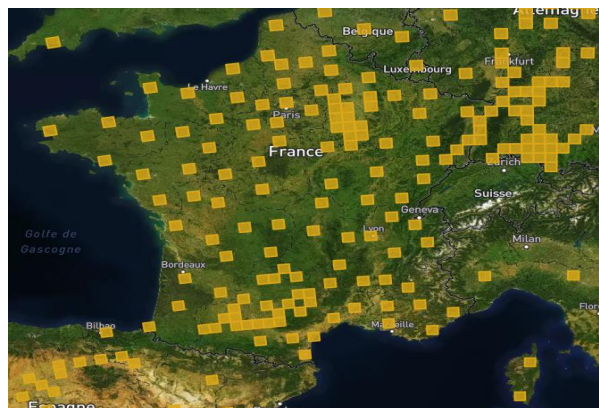 Allemagne
Belgique
Frankfurt
Luxembourg
Le Havre
Paris
France
Zurich
Suisse
Geneva
Golfe de
Gascogne
Lyon
Milan
Bordeaux
Bilbao
Marseille
Espagne